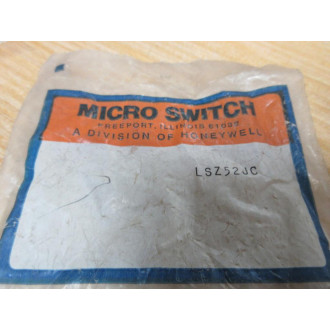 MICRO SWITCH
FREEPORT, ILLINOIS 61032
A DIVISION OF HONEYWELL
LSZ52JC